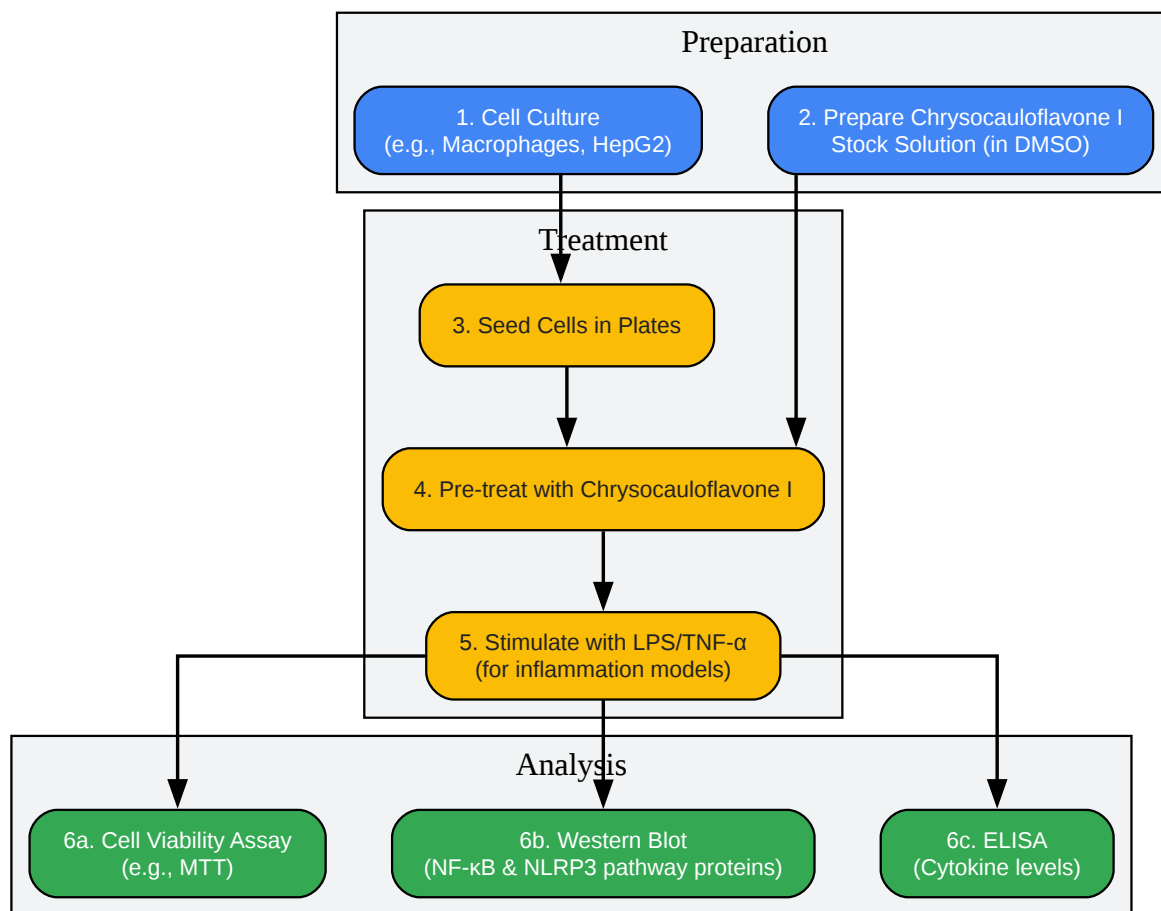 Preparation
1. Cell Culture
(e.g., Macrophages, HepG2)
2. Prepare Chrysocauloflavone I
Stock Solution (in DMSO)
Treatment
3. Seed Cells in Plates
4. Pre-treat with Chrysocauloflavone I
5. Stimulate with LPS/TNF-α
(for inflammation models)
Analysis
6a. Cell Viability Assay
(e.g., MTT)
6b. Western Blot
(NF-κB & NLRP3 pathway proteins)
6c. ELISA
(Cytokine levels)